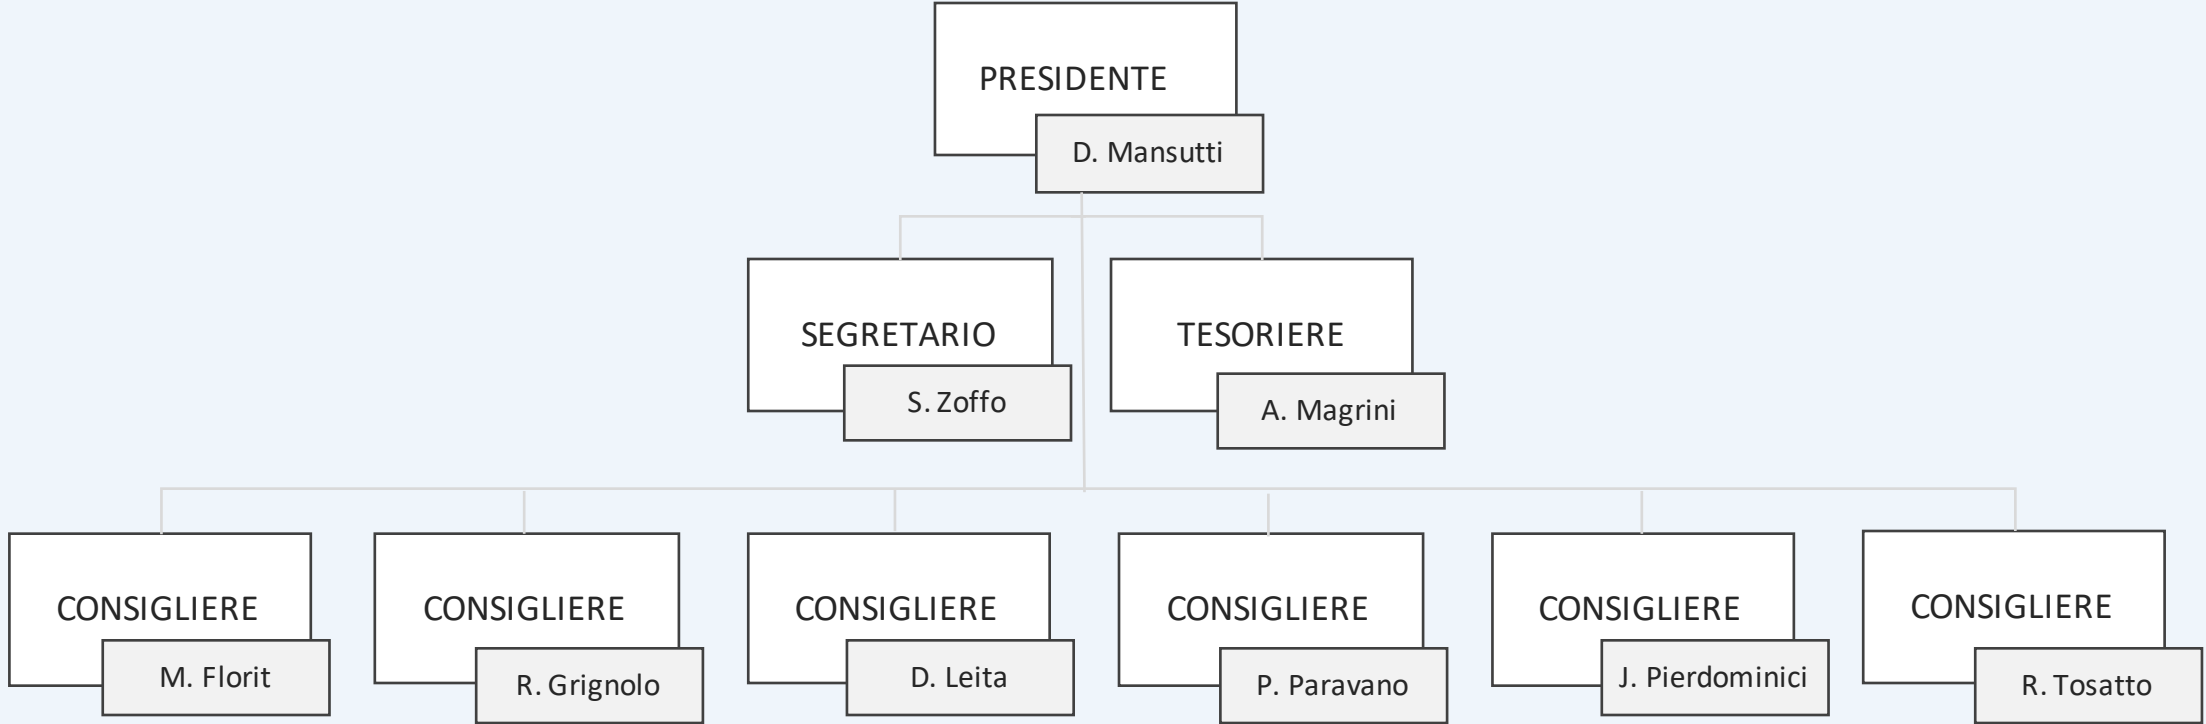 PRESIDENTE
D. Mansutti
SEGRETARIO
S. Zoffo
TESORIERE
A. Magrini
CONSIGLIERE
M. Florit
CONSIGLIERE
R. Grignolo
CONSIGLIERE
D. Leita
CONSIGLIERE
P. Paravano
CONSIGLIERE
J. Pierdominici
CONSIGLIERE
R. Tosatto